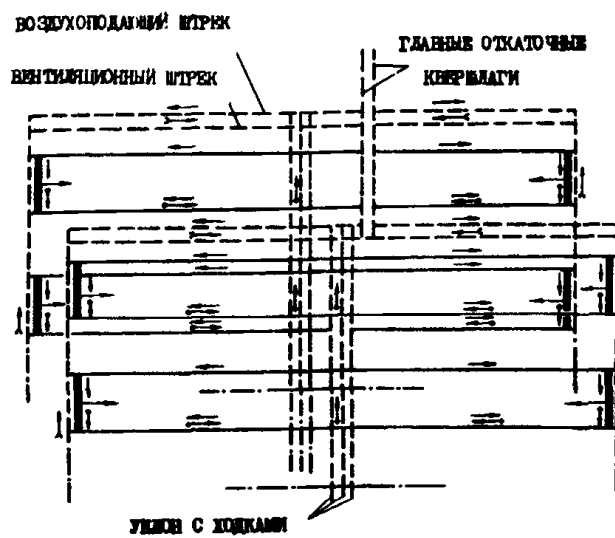 ВОЗДУХОПОДАЮЩИЙ ШТРЕК
ГЛАВНЫЕ ОТКАТОЧНЫЕ
КВЕРШЛАГИ
ВЕНТИЛЯЦИОННЫЙ ШТРЕК
УКЛОН С ХОДКАМИ